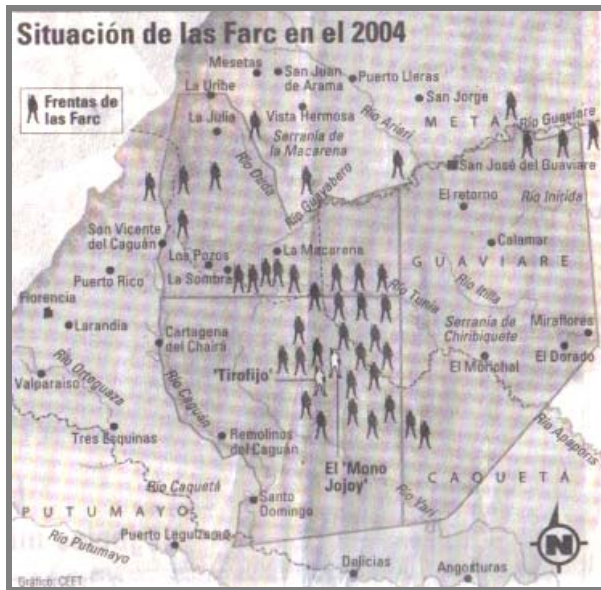 Situación de las Farc en el 2004
Frentas de
las Farc
Mesetas
San Juan
de Arama
Puerto Lleras
La Uribe
San Jorge
La Julia
Vista Hermosa
Río Ariari
META
Río Guaviare
Serranía de
la Macarena
Río Duda
Río Guayabero
San José del Guaviare
El retorno
Río Inírida
San Vicente
del Caguán
La Macarena
Los Pozos
La Sombra
Calamar
GUAVIARE
Puerto Rico
Río Tunia
Río Itilla
Florencia
Larandia
Cartagena
del Chairá
Serranía de
Chiribiquete
Miraflores
El Dorado
El Morichal
'Tirofijo'
Río Orteguaza
Valparaiso
Río Caguán
Tres Esquinas
Remolinos
del Caguán
El 'Mono
Jojoy'
Río Apaporis
CAQUETÁ
Río Caquetá
Río Yarí
Santo
Domingo
PUTUMAYO
Puerto Leguízamo
Río Putumayo
Delicias
Angosturas
N
Gráfico: CEET